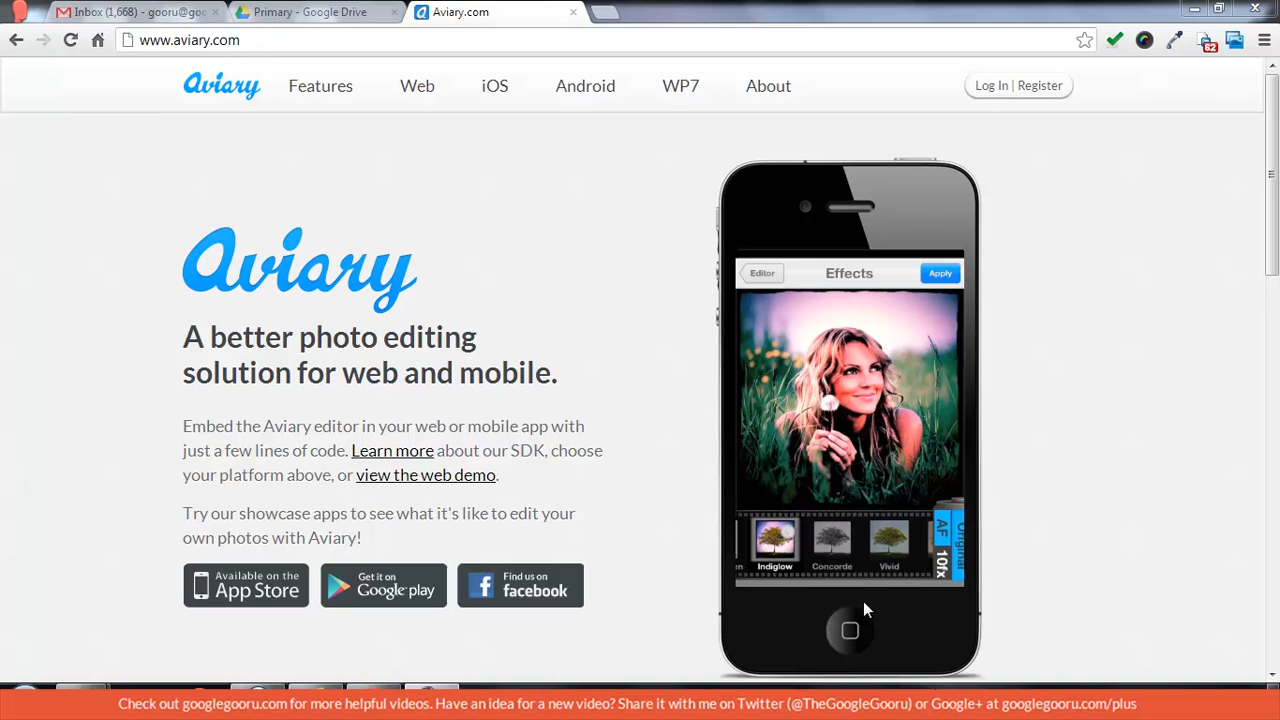 Inbox (1,668) - gooru@goo
Primary - Google Drive
Aviary.com
www.aviary.com
62
Aviary
Features
Web
iOS
Android
WP7
About
Log In | Register
Aviary
A better photo editing
solution for web and mobile.
Embed the Aviary editor in your web or mobile app with
just a few lines of code. Learn more about our SDK, choose
your platform above, or view the web demo.
Try our showcase apps to see what it's like to edit your
own photos with Aviary!
Available on the
App Store
Get it on
Google play
Find us on
facebook
Editor
Effects
Apply
Indiglow
Concorde
Vivid
AF
10fx
Original
Check out googlegooru.com for more helpful videos. Have an idea for a new video? Share it with me on Twitter (@TheGoogleGooru) or Google+ at googlegooru.com/plus